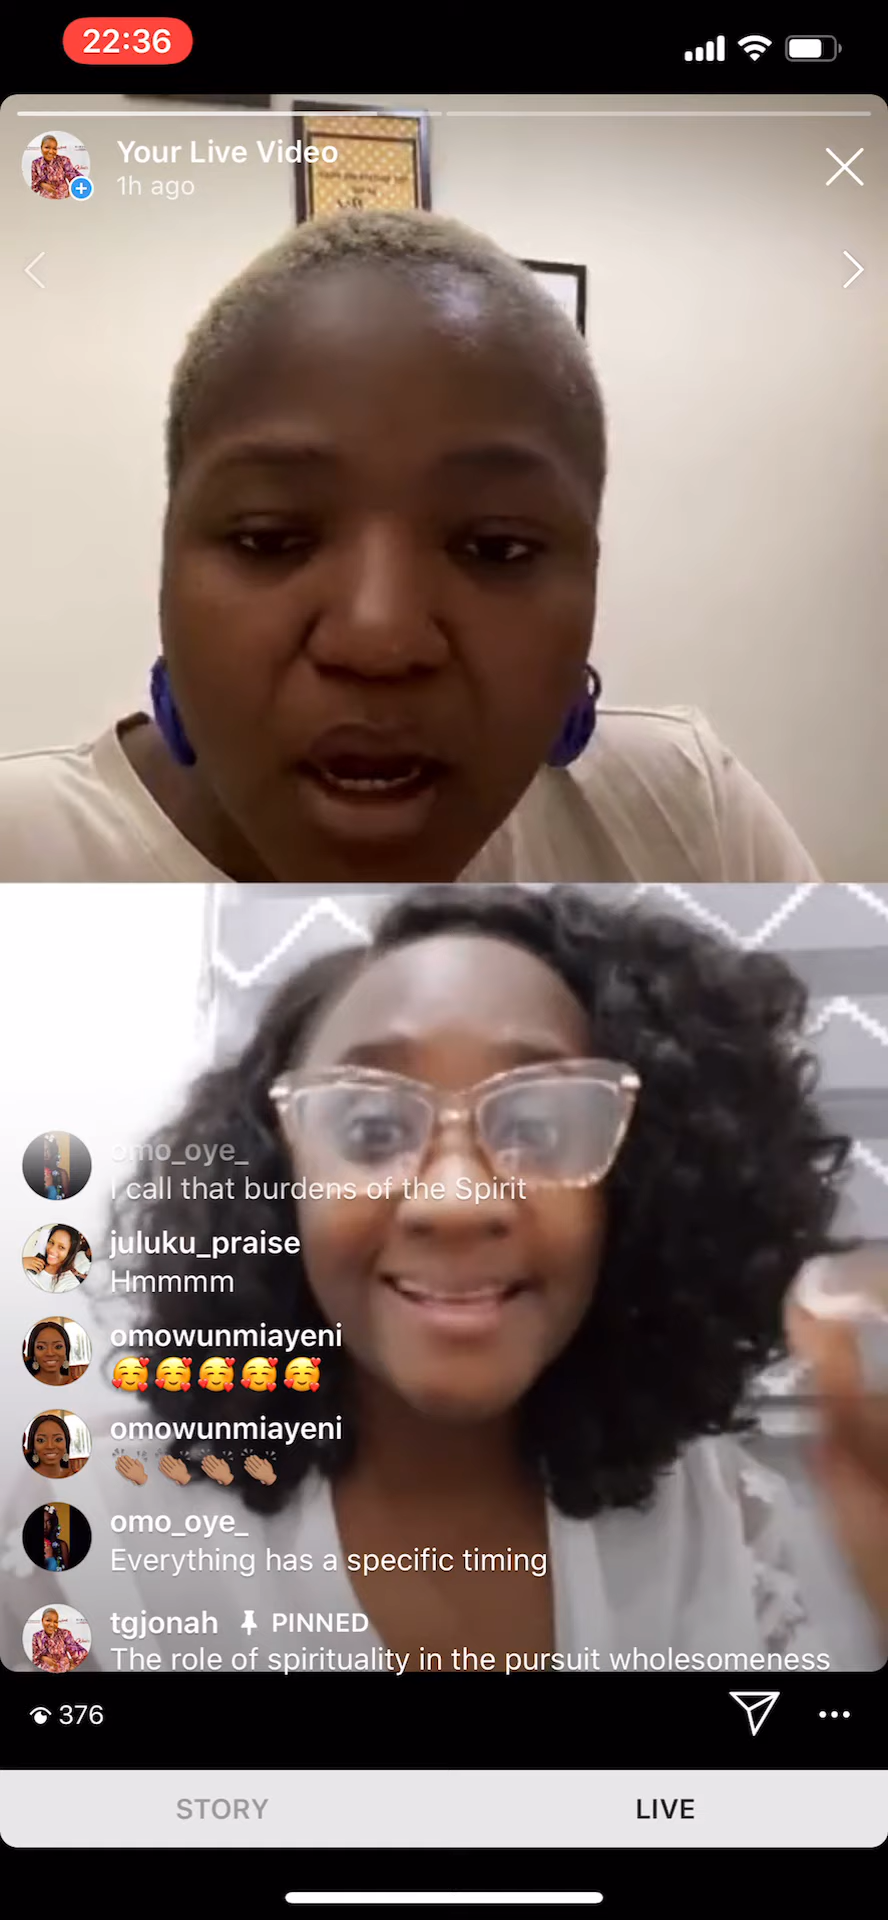 22:36
Your Live Video
1h ago
omo_oye_
I call that burdens of the Spirit
juluku_praise
Hmmmm
omowunmiayeni
🥰🥰🥰🥰🥰
omowunmiayeni
👏🏽👏🏽👏🏽👏🏽
omo_oye_
Everything has a specific timing
tgjonah PINNED
The role of spirituality in the pursuit wholesomeness
376
STORY
LIVE